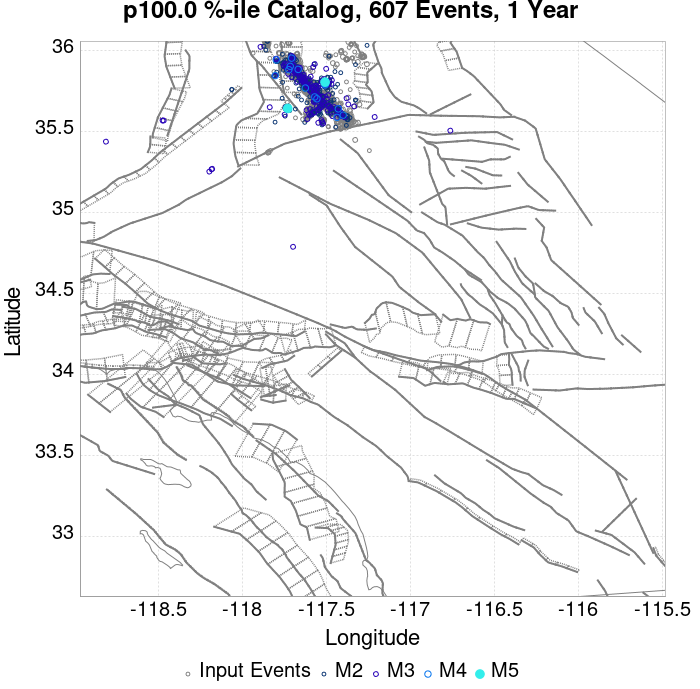 p100.0 %-ile Catalog, 607 Events, 1 Year
36
35.5
35
34.5
34
33.5
33
Latitude
-118.5 -118 -117.5 -117 -116.5 -116 -115.5
Longitude
Input Events M2 M3 M4 M5